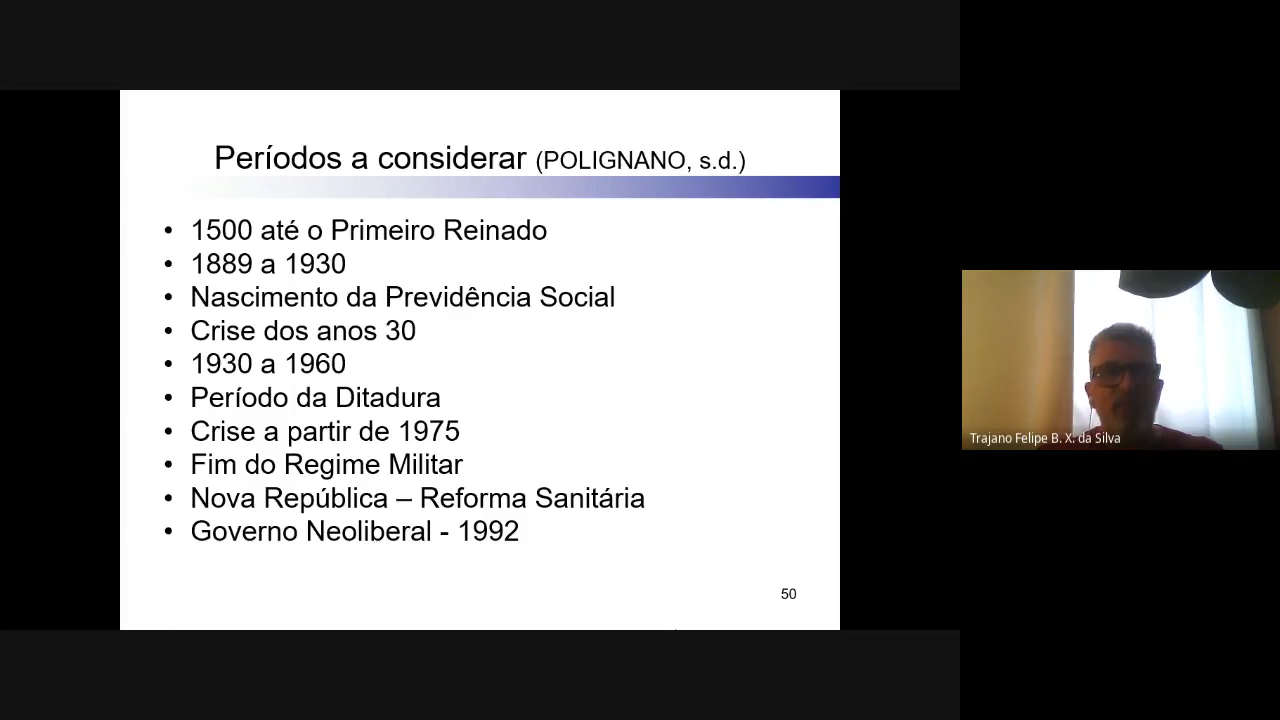 Períodos a considerar (POLIGNANO, s.d.)
• 1500 até o Primeiro Reinado
• 1889 a 1930
• Nascimento da Previdência Social
• Crise dos anos 30
• 1930 a 1960
• Período da Ditadura
• Crise a partir de 1975
• Fim do Regime Militar
• Nova República – Reforma Sanitária
• Governo Neoliberal - 1992
50
Trajano Felipe B. X. da Silva